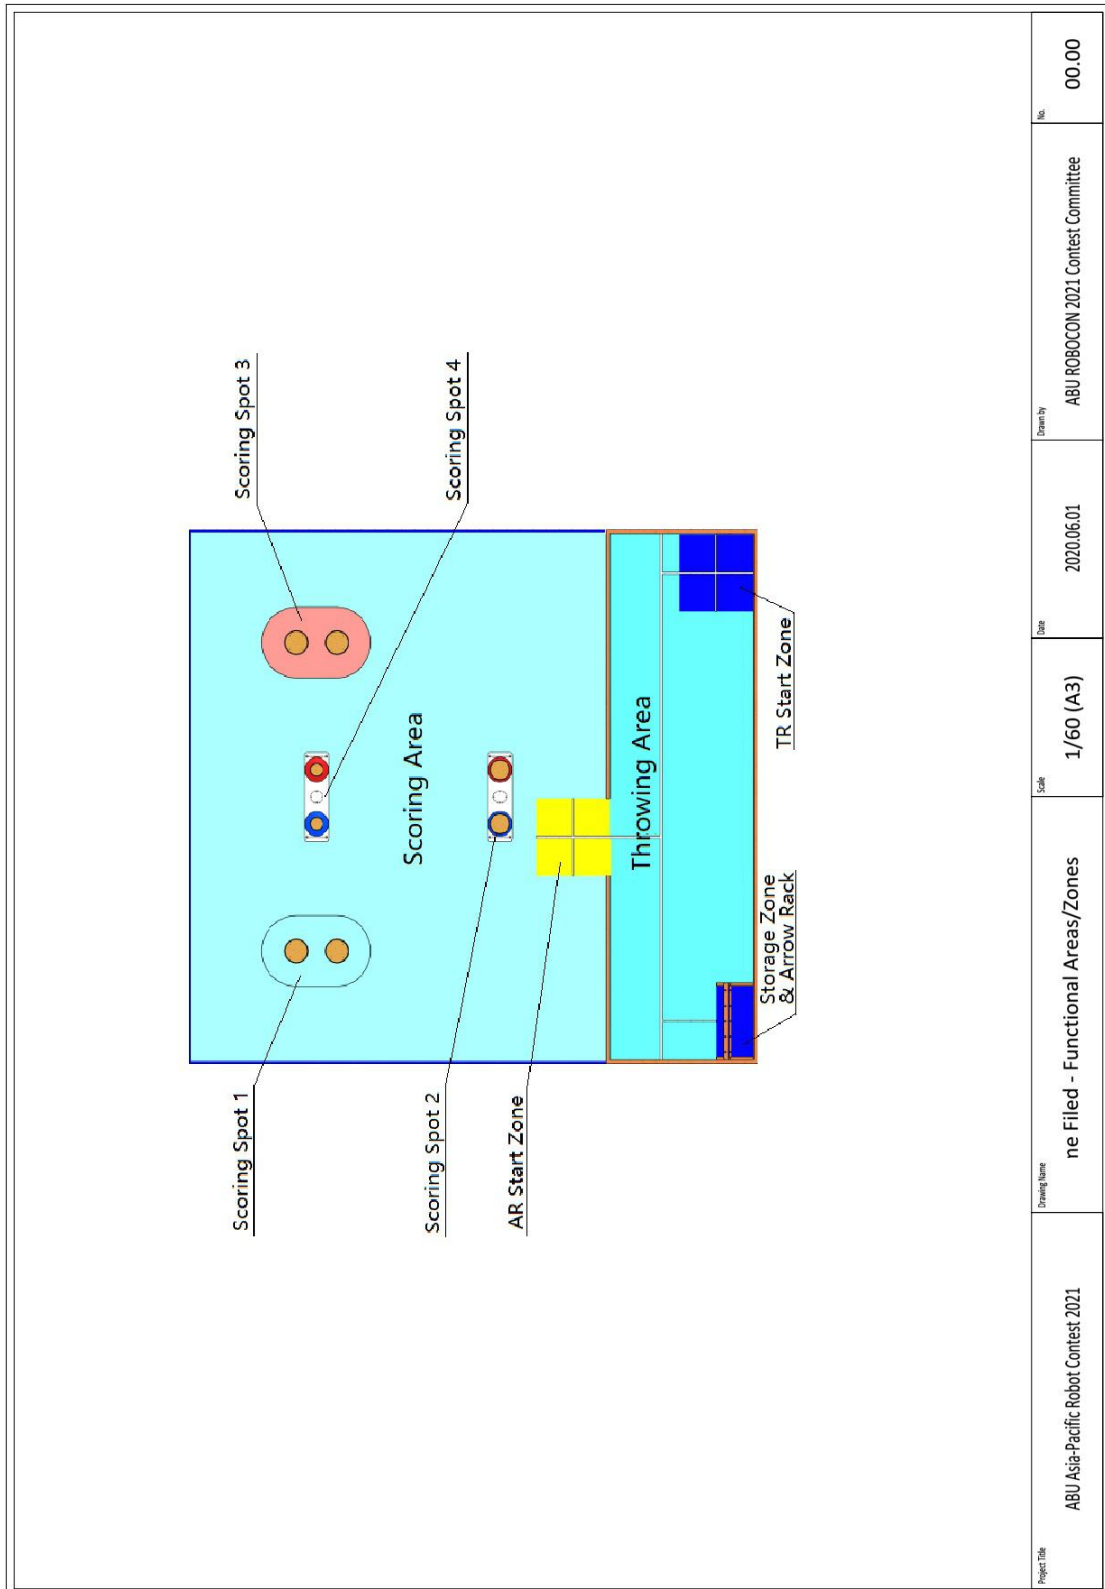 Scoring Spot 1
Scoring Spot 3
Scoring Spot 2
Scoring Spot 4
AR Start Zone
Scoring Area
Throwing Area
Storage Zone
& Arrow Rack
TR Start Zone
Project Title
ABU Asia-Pacific Robot Contest 2021
Drawing Name
ne Filed - Functional Areas/Zones
Scale
1/60 (A3)
Date
2020.06.01
Drawn by
ABU ROBOCON 2021 Contest Committee
No.
00.00